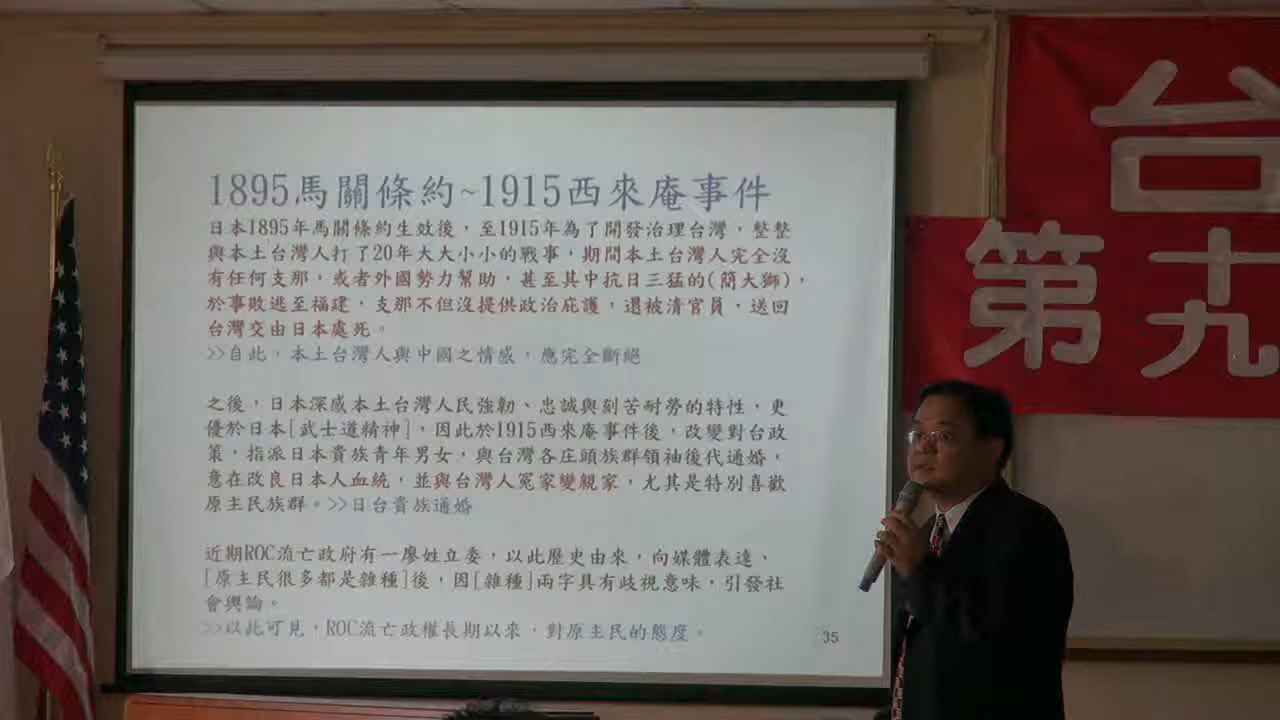 1895馬關條約~1915西來庵事件
日本1895年馬關條約生效後，至1915年為了開發治理台灣，整整
與本土台灣人打了20年大大小小的戰事，期間本土台灣人完全沒
有任何支那，或者外國勢力幫助，甚至其中抗日三猛的(簡大獅)，
於事敗逃至福建，支那不但沒提供政治庇護，還被清官員，送回
台灣交由日本處死。
>>自此，本土台灣人與中國之情感，應完全斷絕
之後，日本深感本土台灣人民強韌、忠誠與刻苦耐勞的特性，更
優於日本[武士道精神]，因此於1915西來庵事件後，改變對台政
策，指派日本貴族青年男女，與台灣各庄頭族群領袖後代通婚，
意在改良日本人血統，並與台灣人冤家變親家，尤其是特別喜歡
原主民族群。>>日台貴族通婚
近期ROC流亡政府有一廖姓立委，以此歷史由來，向媒體表達、
[原主民很多都是雜種]後，因[雜種]兩字具有歧視意味，引發社
會輿論。
>>以此可見，ROC流亡政權長期以來，對原主民的態度。
35
台
第十九